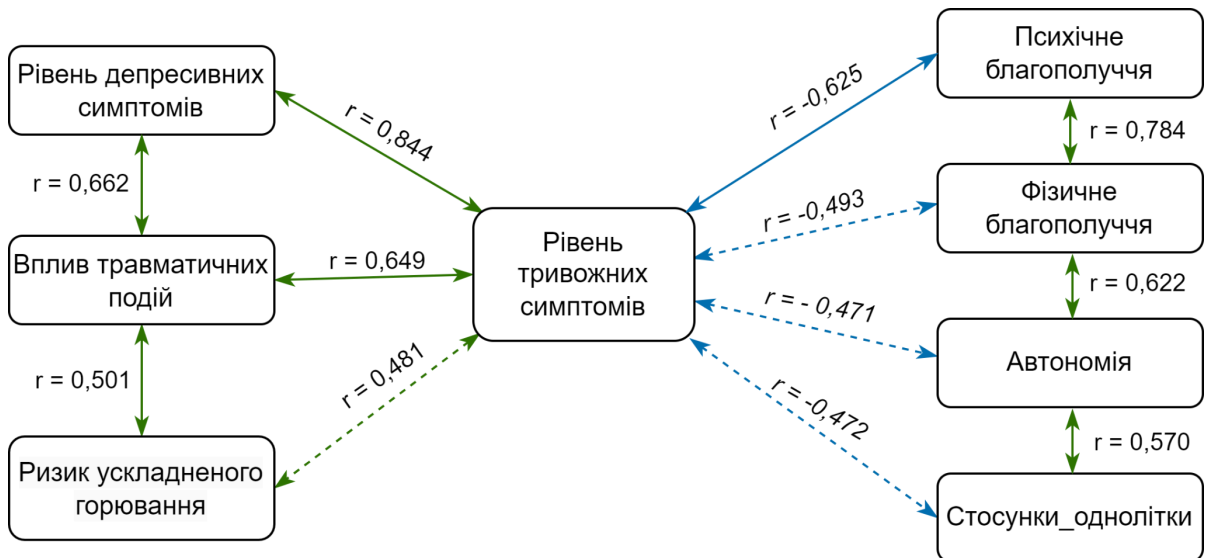 Рівень депресивних
симптомів
r = 0,662
Вплив травматичних
подій
r = 0,501
Ризик ускладненого
горювання
r = 0,844
r = 0,649
r = 0,481
Рівень
тривожних
симптомів
r = -0,625
r = -0,493
r = - 0,471
r = -0,472
Психічне
благополуччя
r = 0,784
Фізичне
благополуччя
r = 0,622
Автономія
r = 0,570
Стосунки_однолітки